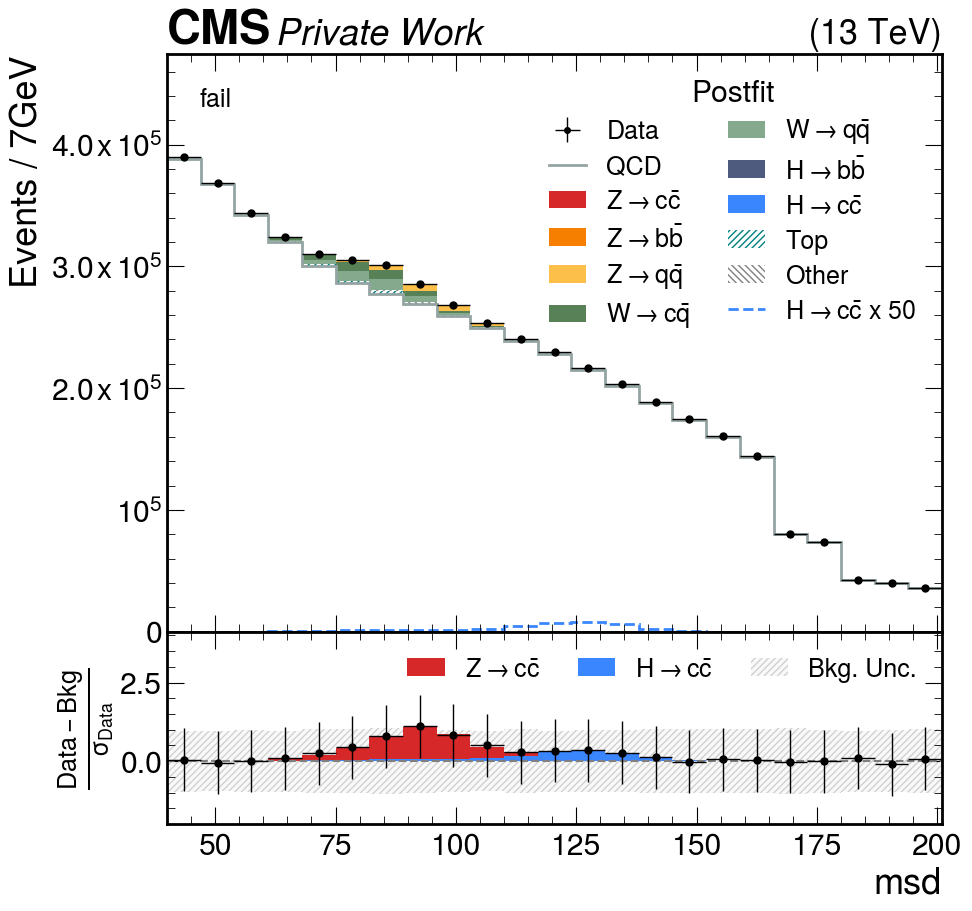 CMS Private Work (13 TeV)
Events / 7GeV
fail
Postfit
Data
QCD
Z → cc̄
Z → bb̄
Z → qq̄
W → cq̄
W → qq̄
H → bb̄
H → cc̄
Top
Other
H → cc̄ x 50
4.0 x 10⁵
3.0 x 10⁵
2.0 x 10⁵
10⁵
0
Z → cc̄
H → cc̄
Bkg. Unc.
Data − Bkg
σ_Data
2.5
0.0
50 75 100 125 150 175 200
msd